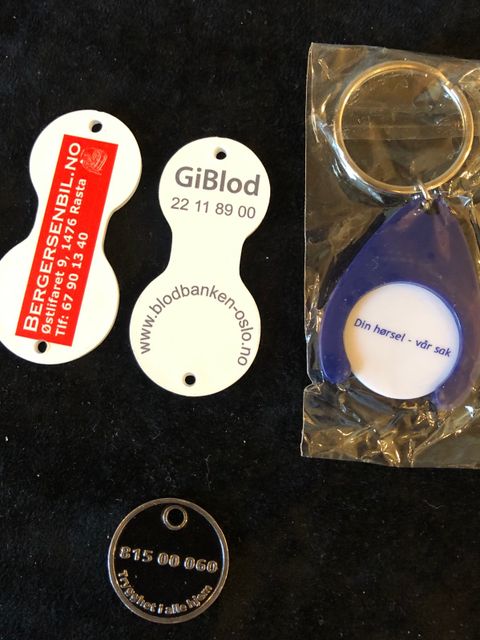 BERGERSENBIL.NO
Østlifaret 9, 1476 Rasta
Tlf: 67 90 13 40
GiBlod
22 11 89 00
www.blodbanken-oslo.no
Din hørsel - vår sak
815 00 060
Trygghet i alle hjem